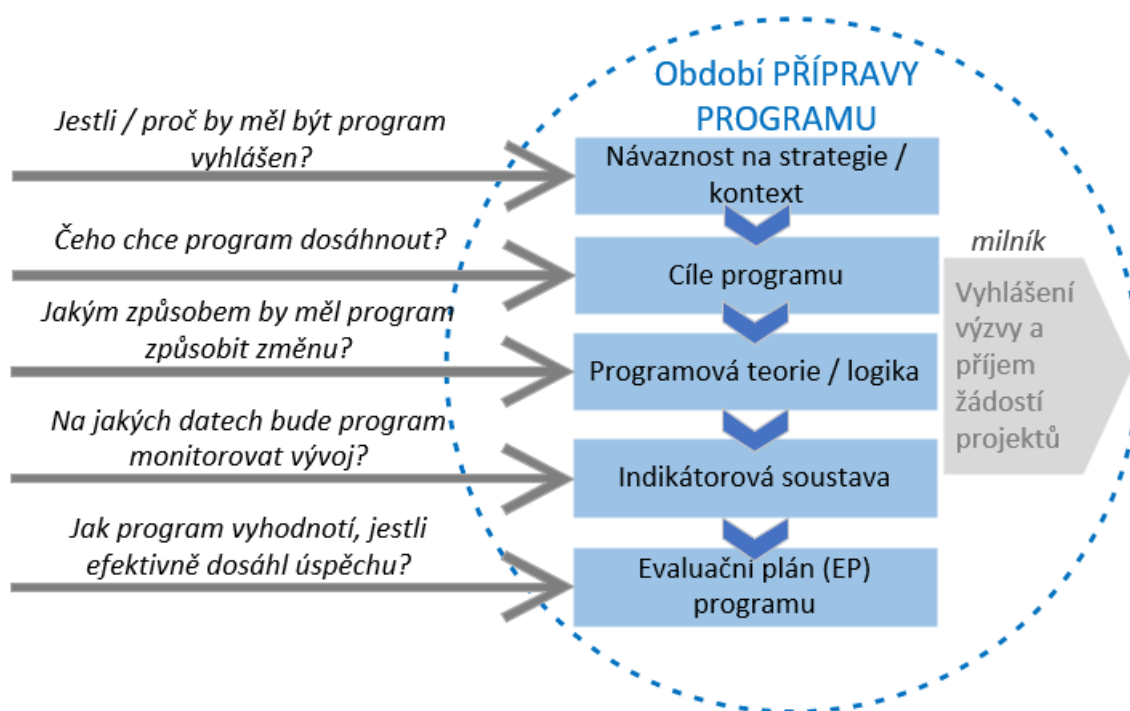 Období PŘÍPRAVY
PROGRAMU
Jestli / proč by měl být program
vyhlášen?
Návaznost na strategie /
kontext
Čeho chce program dosáhnout?
Cíle programu
Jakým způsobem by měl program
způsobit změnu?
Programová teorie / logika
Na jakých datech bude program
monitorovat vývoj?
Indikátorová soustava
Jak program vyhodnotí, jestli
efektivně dosáhl úspěchu?
Evaluační plán (EP)
programu
milník
Vyhlášení
výzvy a
příjem
žádostí
projektů